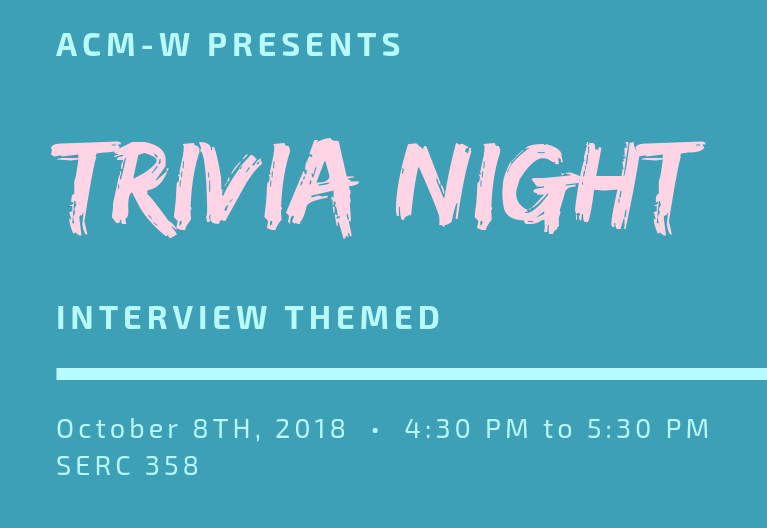 ACM-W PRESENTS
TRIVIA NIGHT
INTERVIEW THEMED
October 8TH, 2018 • 4:30 PM to 5:30 PM
SERC 358